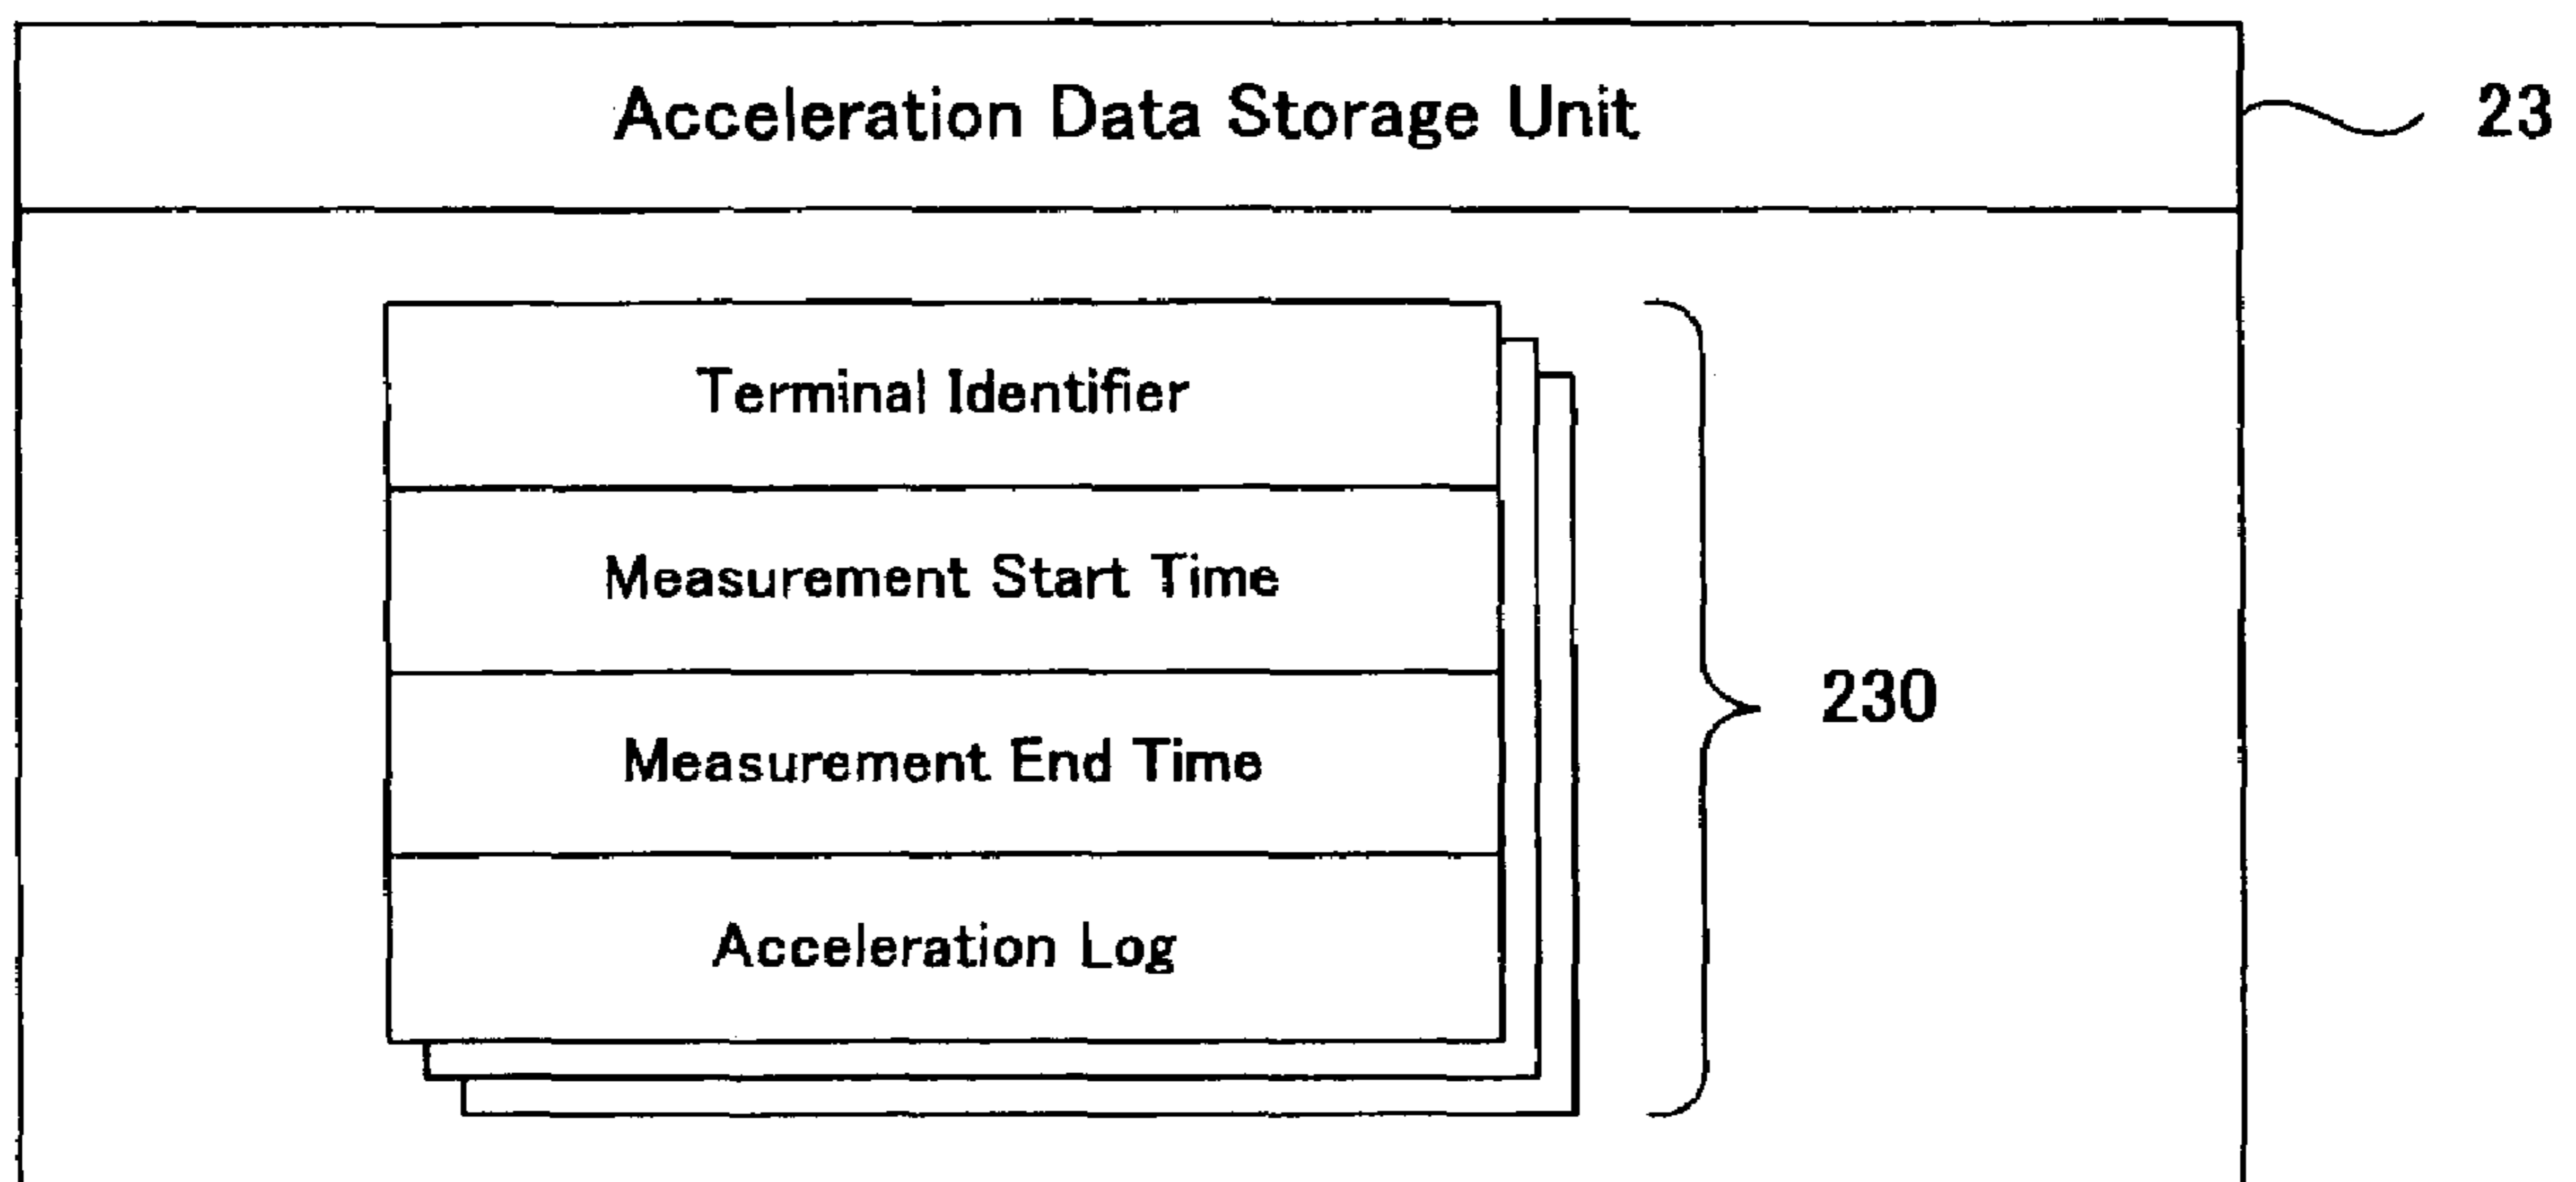 Acceleration Data Storage Unit
23
Terminal Identifier
Measurement Start Time
Measurement End Time
230
Acceleration Log